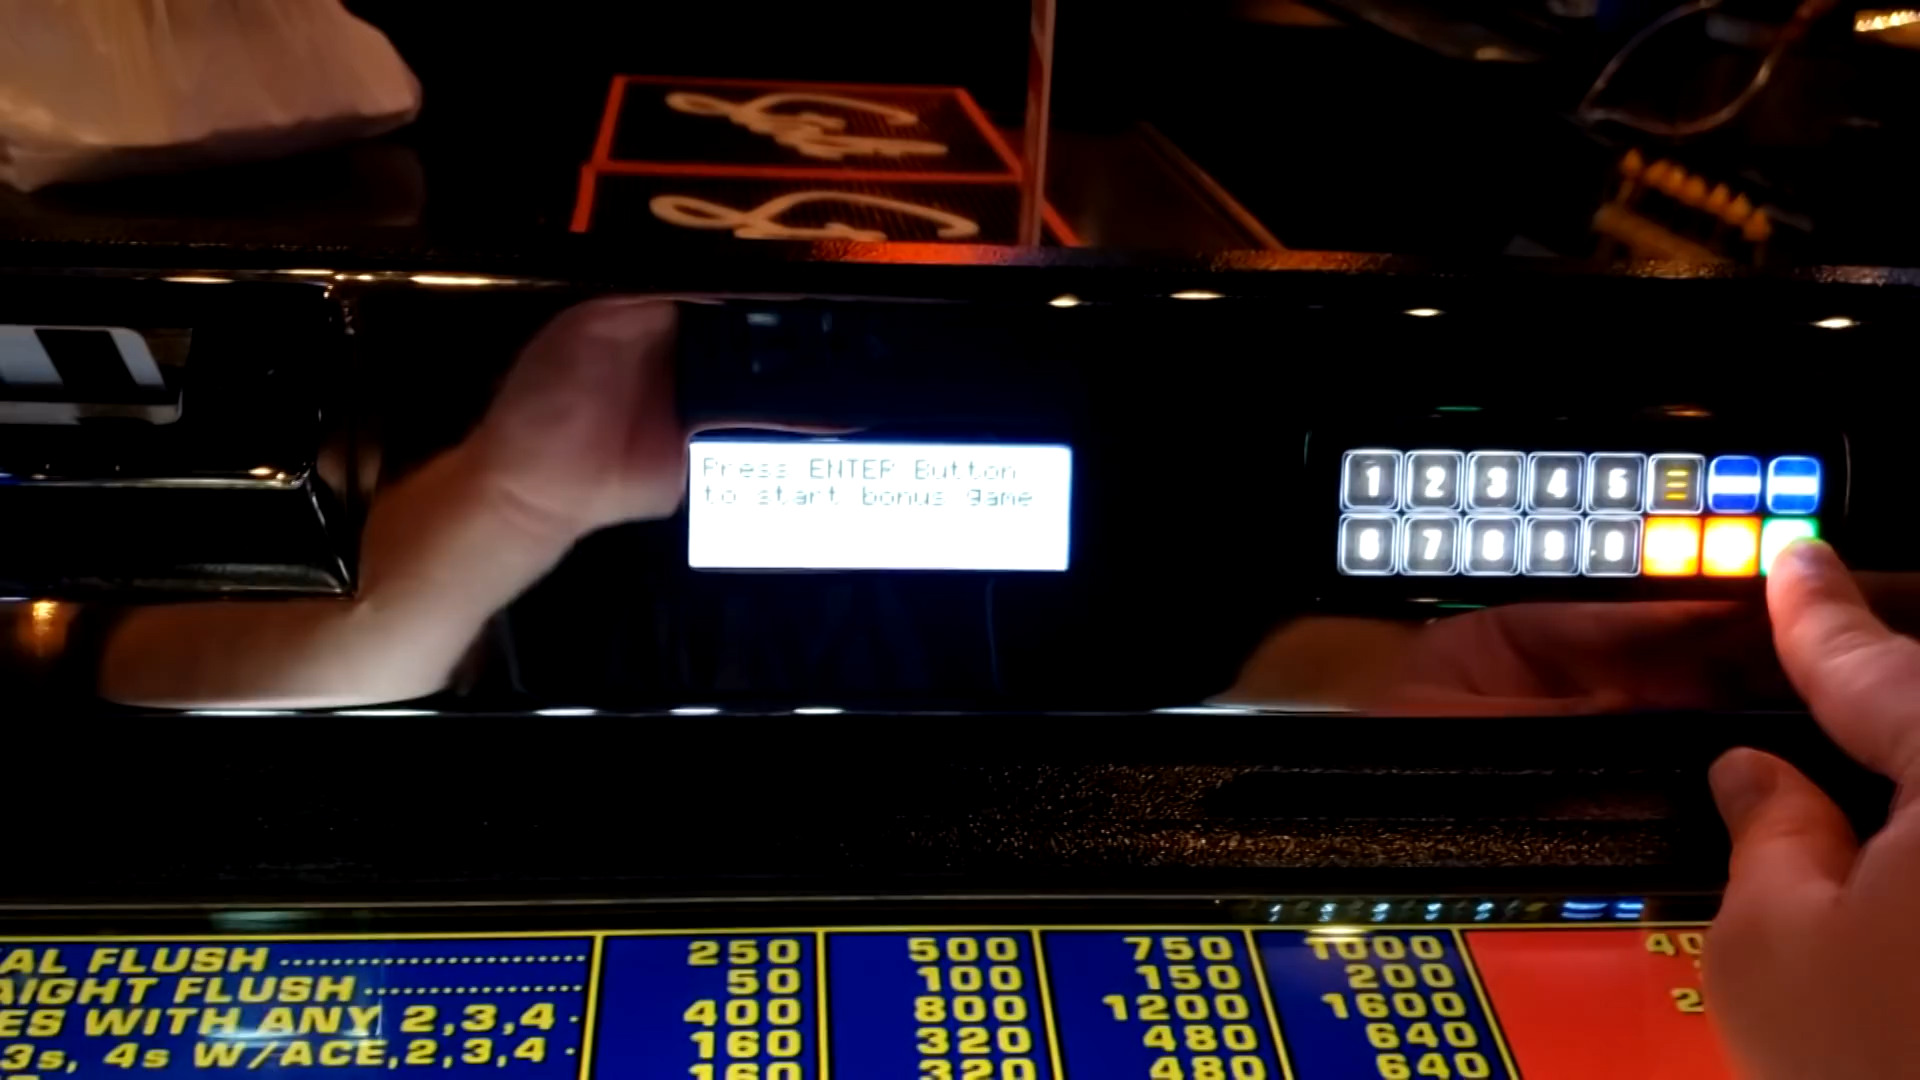 Press ENTER Button
to start bonus game
1 2 3 4 5
6 7 8 9 0
AL FLUSH 250 500 750 1000 40
AIGHT FLUSH 50 100 150 200
ES WITH ANY 2,3,4 400 800 1200 1600 2
3s, 4s W/ACE,2,3,4 160 320 480 640
160 320 480 640